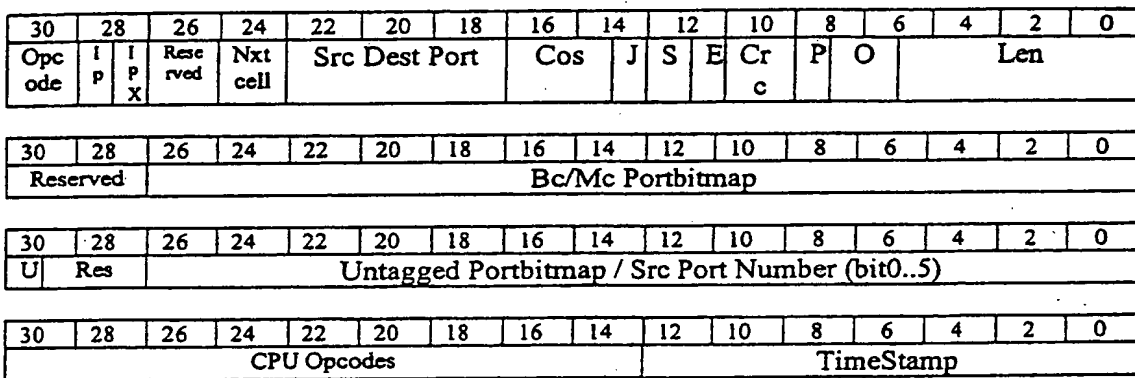 30 28 26 24 22 20 18 16 14 12 10 8 6 4 2 0
Opc ode I p I P X Rese rved Nxt cell Src Dest Port Cos J S E Cr c P O Len
30 28 26 24 22 20 18 16 14 12 10 8 6 4 2 0
Reserved Bc/Mc Portbitmap
30 28 26 24 22 20 18 16 14 12 10 8 6 4 2 0
U Res Untagged Portbitmap / Src Port Number (bit0..5)
30 28 26 24 22 20 18 16 14 12 10 8 6 4 2 0
CPU Opcodes TimeStamp